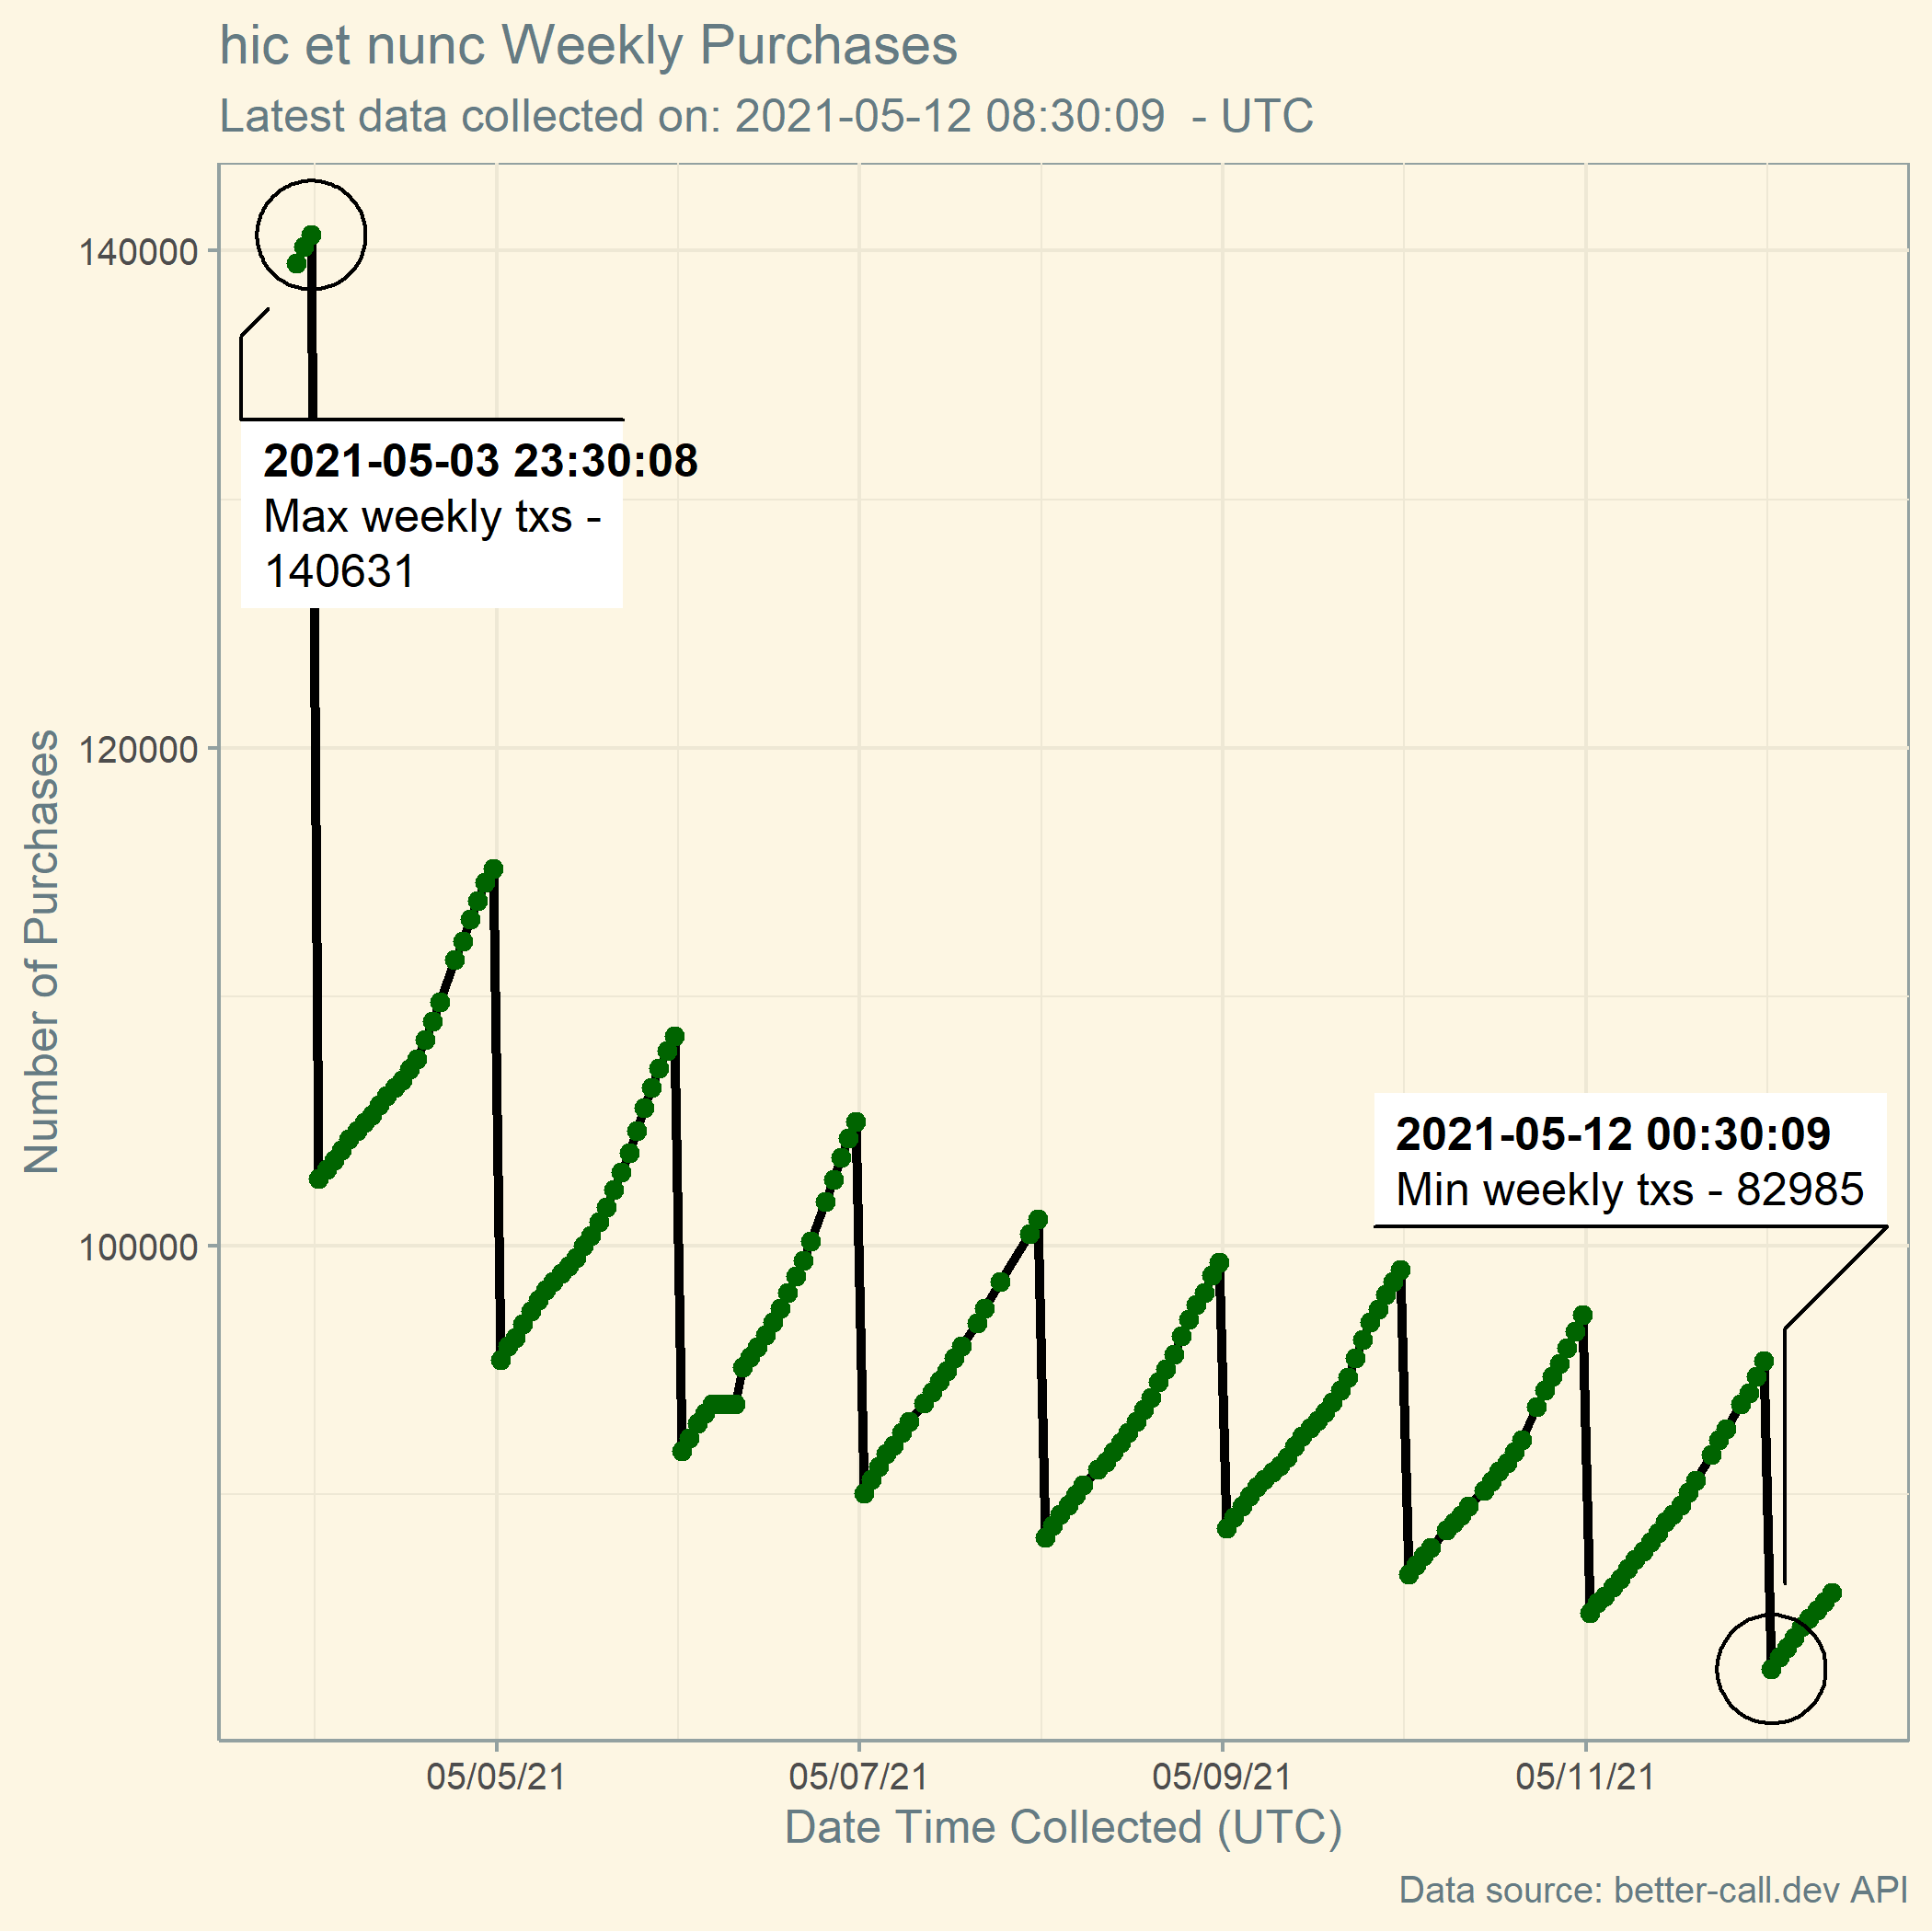 hic et nunc Weekly Purchases
Latest data collected on: 2021-05-12 08:30:09  - UTC
140000
2021-05-03 23:30:08
Max weekly txs -
140631
120000
Number of Purchases
2021-05-12 00:30:09
Min weekly txs - 82985
100000
05/05/21
05/07/21
05/09/21
05/11/21
Date Time Collected (UTC)
Data source: better-call.dev API